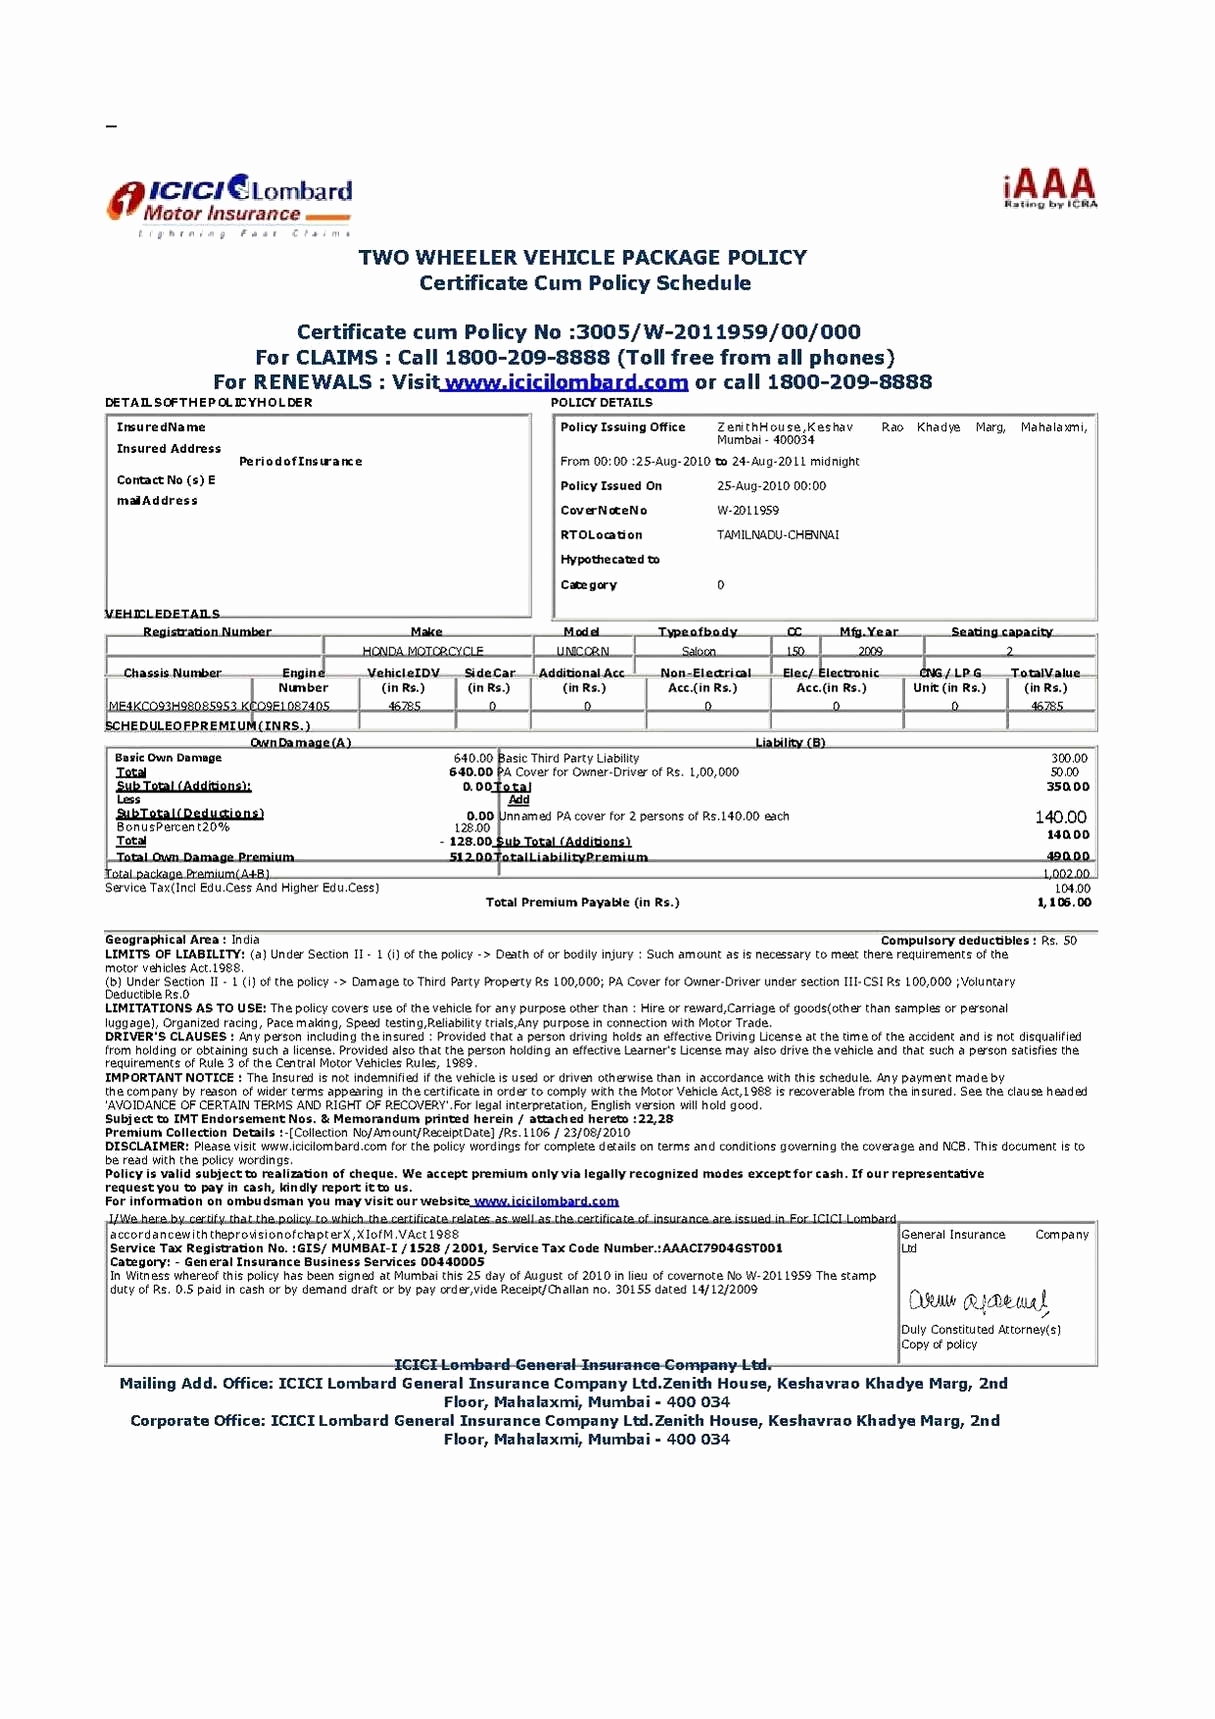 ICICI Lombard
Motor Insurance
Lightning Fast Claims
iAAA
Rating by ICRA
TWO WHEELER VEHICLE PACKAGE POLICY
Certificate Cum Policy Schedule
Certificate cum Policy No :3005/W-2011959/00/000
For CLAIMS : Call 1800-209-8888 (Toll free from all phones)
For RENEWALS : Visit www.icicilombard.com or call 1800-209-8888
DETAILSOFTHEPOLICYHOLDER
InsuredName
Insured Address
PeriodofInsurance
Contact No (s) E
mailAddress
POLICY DETAILS
Policy Issuing Office ZenithHouse,Keshav Rao Khadye Marg, Mahalaxmi,
Mumbai - 400034
From 00:00 :25-Aug-2010 to 24-Aug-2011 midnight
Policy Issued On 25-Aug-2010 00:00
CoverNoteNo W-2011959
RTOLocation TAMILNADU-CHENNAI
Hypothecated to
Category 0
VEHICLEDETAILS
Registration Number Make Model Typeofbody CC Mfg.Year Seating capacity
HONDA MOTORCYCLE UNICORN Saloon 150 2009 2
Chassis Number Engine VehicleIDV SideCar Additional Acc Non-Electrical Elec/ Electronic CNG / LPG TotalValue
Number (in Rs.) (in Rs.) (in Rs.) Acc.(in Rs.) Acc.(in Rs.) Unit (in Rs.) (in Rs.)
ME4KC093H98085953 KC09E1087405 46785 0 0 0 0 0 46785
SCHEDULEOFPREMIUM(INRS.)
OwnDamage(A) Liability (B)
Basic Own Damage 640.00 Basic Third Party Liability 300.00
Total 640.00 PA Cover for Owner-Driver of Rs. 1,00,000 50.00
Sub Total (Additions): 0.00 Total 350.00
Less Add
SubTotal(Deductions) 0.00 Unnamed PA cover for 2 persons of Rs.140.00 each 140.00
BonusPercent20% 128.00
Total - 128.00 Sub Total (Additions) 140.00
Total Own Damage Premium 512.00 TotalLiabilityPremium 490.00
Total package Premium(A+B) 1,002.00
Service Tax(Incl Edu.Cess And Higher Edu.Cess) 104.00
Total Premium Payable (in Rs.) 1,106.00
Geographical Area : India Compulsory deductibles : Rs. 50
LIMITS OF LIABILITY: (a) Under Section II - 1 (i) of the policy -> Death of or bodily injury : Such amount as is necessary to meet there requirements of the
motor vehicles Act.1988.
(b) Under Section II - 1 (i) of the policy -> Damage to Third Party Property Rs 100,000; PA Cover for Owner-Driver under section III-CSI Rs 100,000 ;Voluntary
Deductible Rs.0
LIMITATIONS AS TO USE: The policy covers use of the vehicle for any purpose other than : Hire or reward,Carriage of goods(other than samples or personal
luggage), Organized racing, Pace making, Speed testing,Reliability trials,Any purpose in connection with Motor Trade.
DRIVER'S CLAUSES : Any person including the insured : Provided that a person driving holds an effective Driving License at the time of the accident and is not disqualified
from holding or obtaining such a license. Provided also that the person holding an effective Learner's License may also drive the vehicle and that such a person satisfies the
requirements of Rule 3 of the Central Motor Vehicles Rules, 1989.
IMPORTANT NOTICE : The Insured is not indemnified if the vehicle is used or driven otherwise than in accordance with this schedule. Any payment made by
the company by reason of wider terms appearing in the certificate in order to comply with the Motor Vehicle Act,1988 is recoverable from the insured. See the clause headed
'AVOIDANCE OF CERTAIN TERMS AND RIGHT OF RECOVERY'.For legal interpretation, English version will hold good.
Subject to IMT Endorsement Nos. & Memorandum printed herein / attached hereto :22,28
Premium Collection Details :-[Collection No/Amount/ReceiptDate] /Rs.1106 / 23/08/2010
DISCLAIMER: Please visit www.icicilombard.com for the policy wordings for complete details on terms and conditions governing the coverage and NCB. This document is to
be read with the policy wordings.
Policy is valid subject to realization of cheque. We accept premium only via legally recognized modes except for cash. If our representative
request you to pay in cash, kindly report it to us.
For information on ombudsman you may visit our website www.icicilombard.com
I/We here by certify that the policy to which the certificate relates as well as the certificate of insurance are issued in For ICICI Lombard
accordancewiththeprovisionofchapterX,XIofM.VAct1988
General Insurance Company
Ltd
Service Tax Registration No. :GIS/ MUMBAI-I /1528 /2001, Service Tax Code Number.:AAACI7904GST001
Category: - General Insurance Business Services 00440005
In Witness whereof this policy has been signed at Mumbai this 25 day of August of 2010 in lieu of covernote No W-2011959 The stamp
duty of Rs. 0.5 paid in cash or by demand draft or by pay order,vide Receipt/Challan no. 30155 dated 14/12/2009
Duly Constituted Attorney(s)
Copy of policy
ICICI Lombard General Insurance Company Ltd.
Mailing Add. Office: ICICI Lombard General Insurance Company Ltd.Zenith House, Keshavrao Khadye Marg, 2nd
Floor, Mahalaxmi, Mumbai - 400 034
Corporate Office: ICICI Lombard General Insurance Company Ltd.Zenith House, Keshavrao Khadye Marg, 2nd
Floor, Mahalaxmi, Mumbai - 400 034